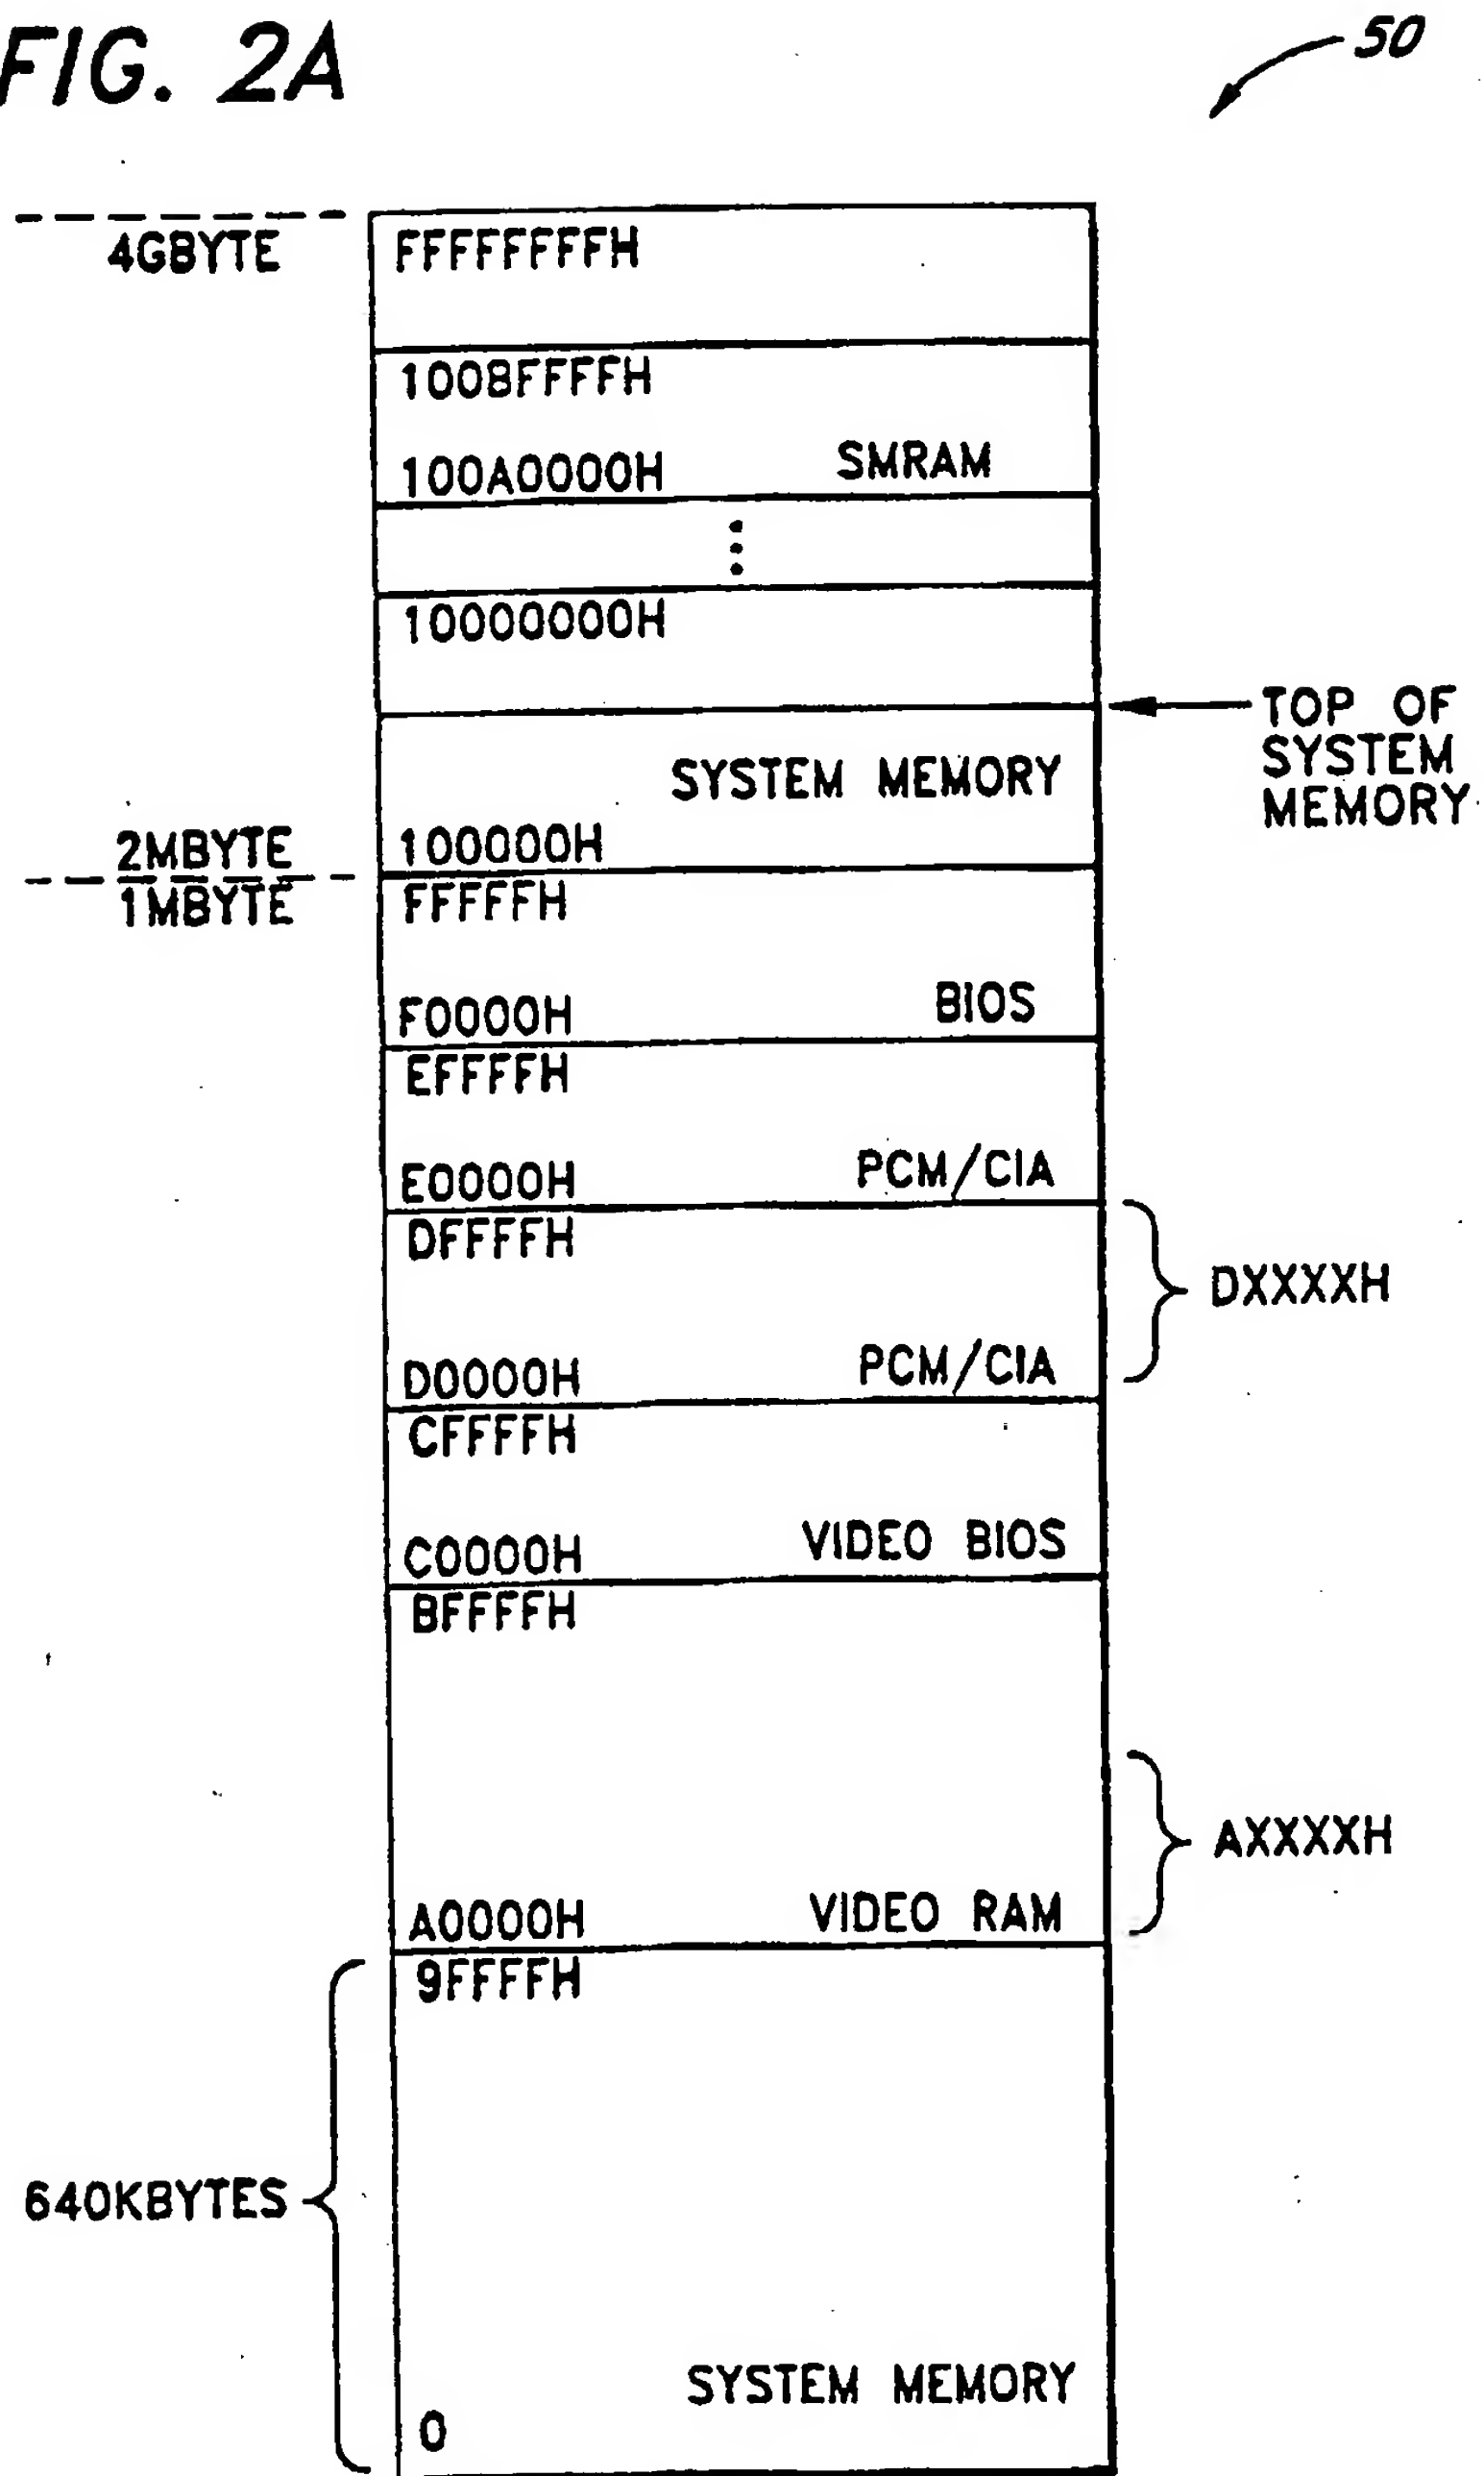 FIG. 2A
50
4GBYTE
FFFFFFFFH
100BFFFFH
100A0000H SMRAM
10000000H
TOP OF
SYSTEM
MEMORY
SYSTEM MEMORY
2MBYTE
100000H
1MBYTE
FFFFFH
F0000H BIOS
EFFFFH
E0000H PCM/CIA
DFFFFH
DXXXXH
D0000H PCM/CIA
CFFFFH
C0000H VIDEO BIOS
BFFFFH
AXXXXH
A0000H VIDEO RAM
9FFFFH
640KBYTES
SYSTEM MEMORY
0